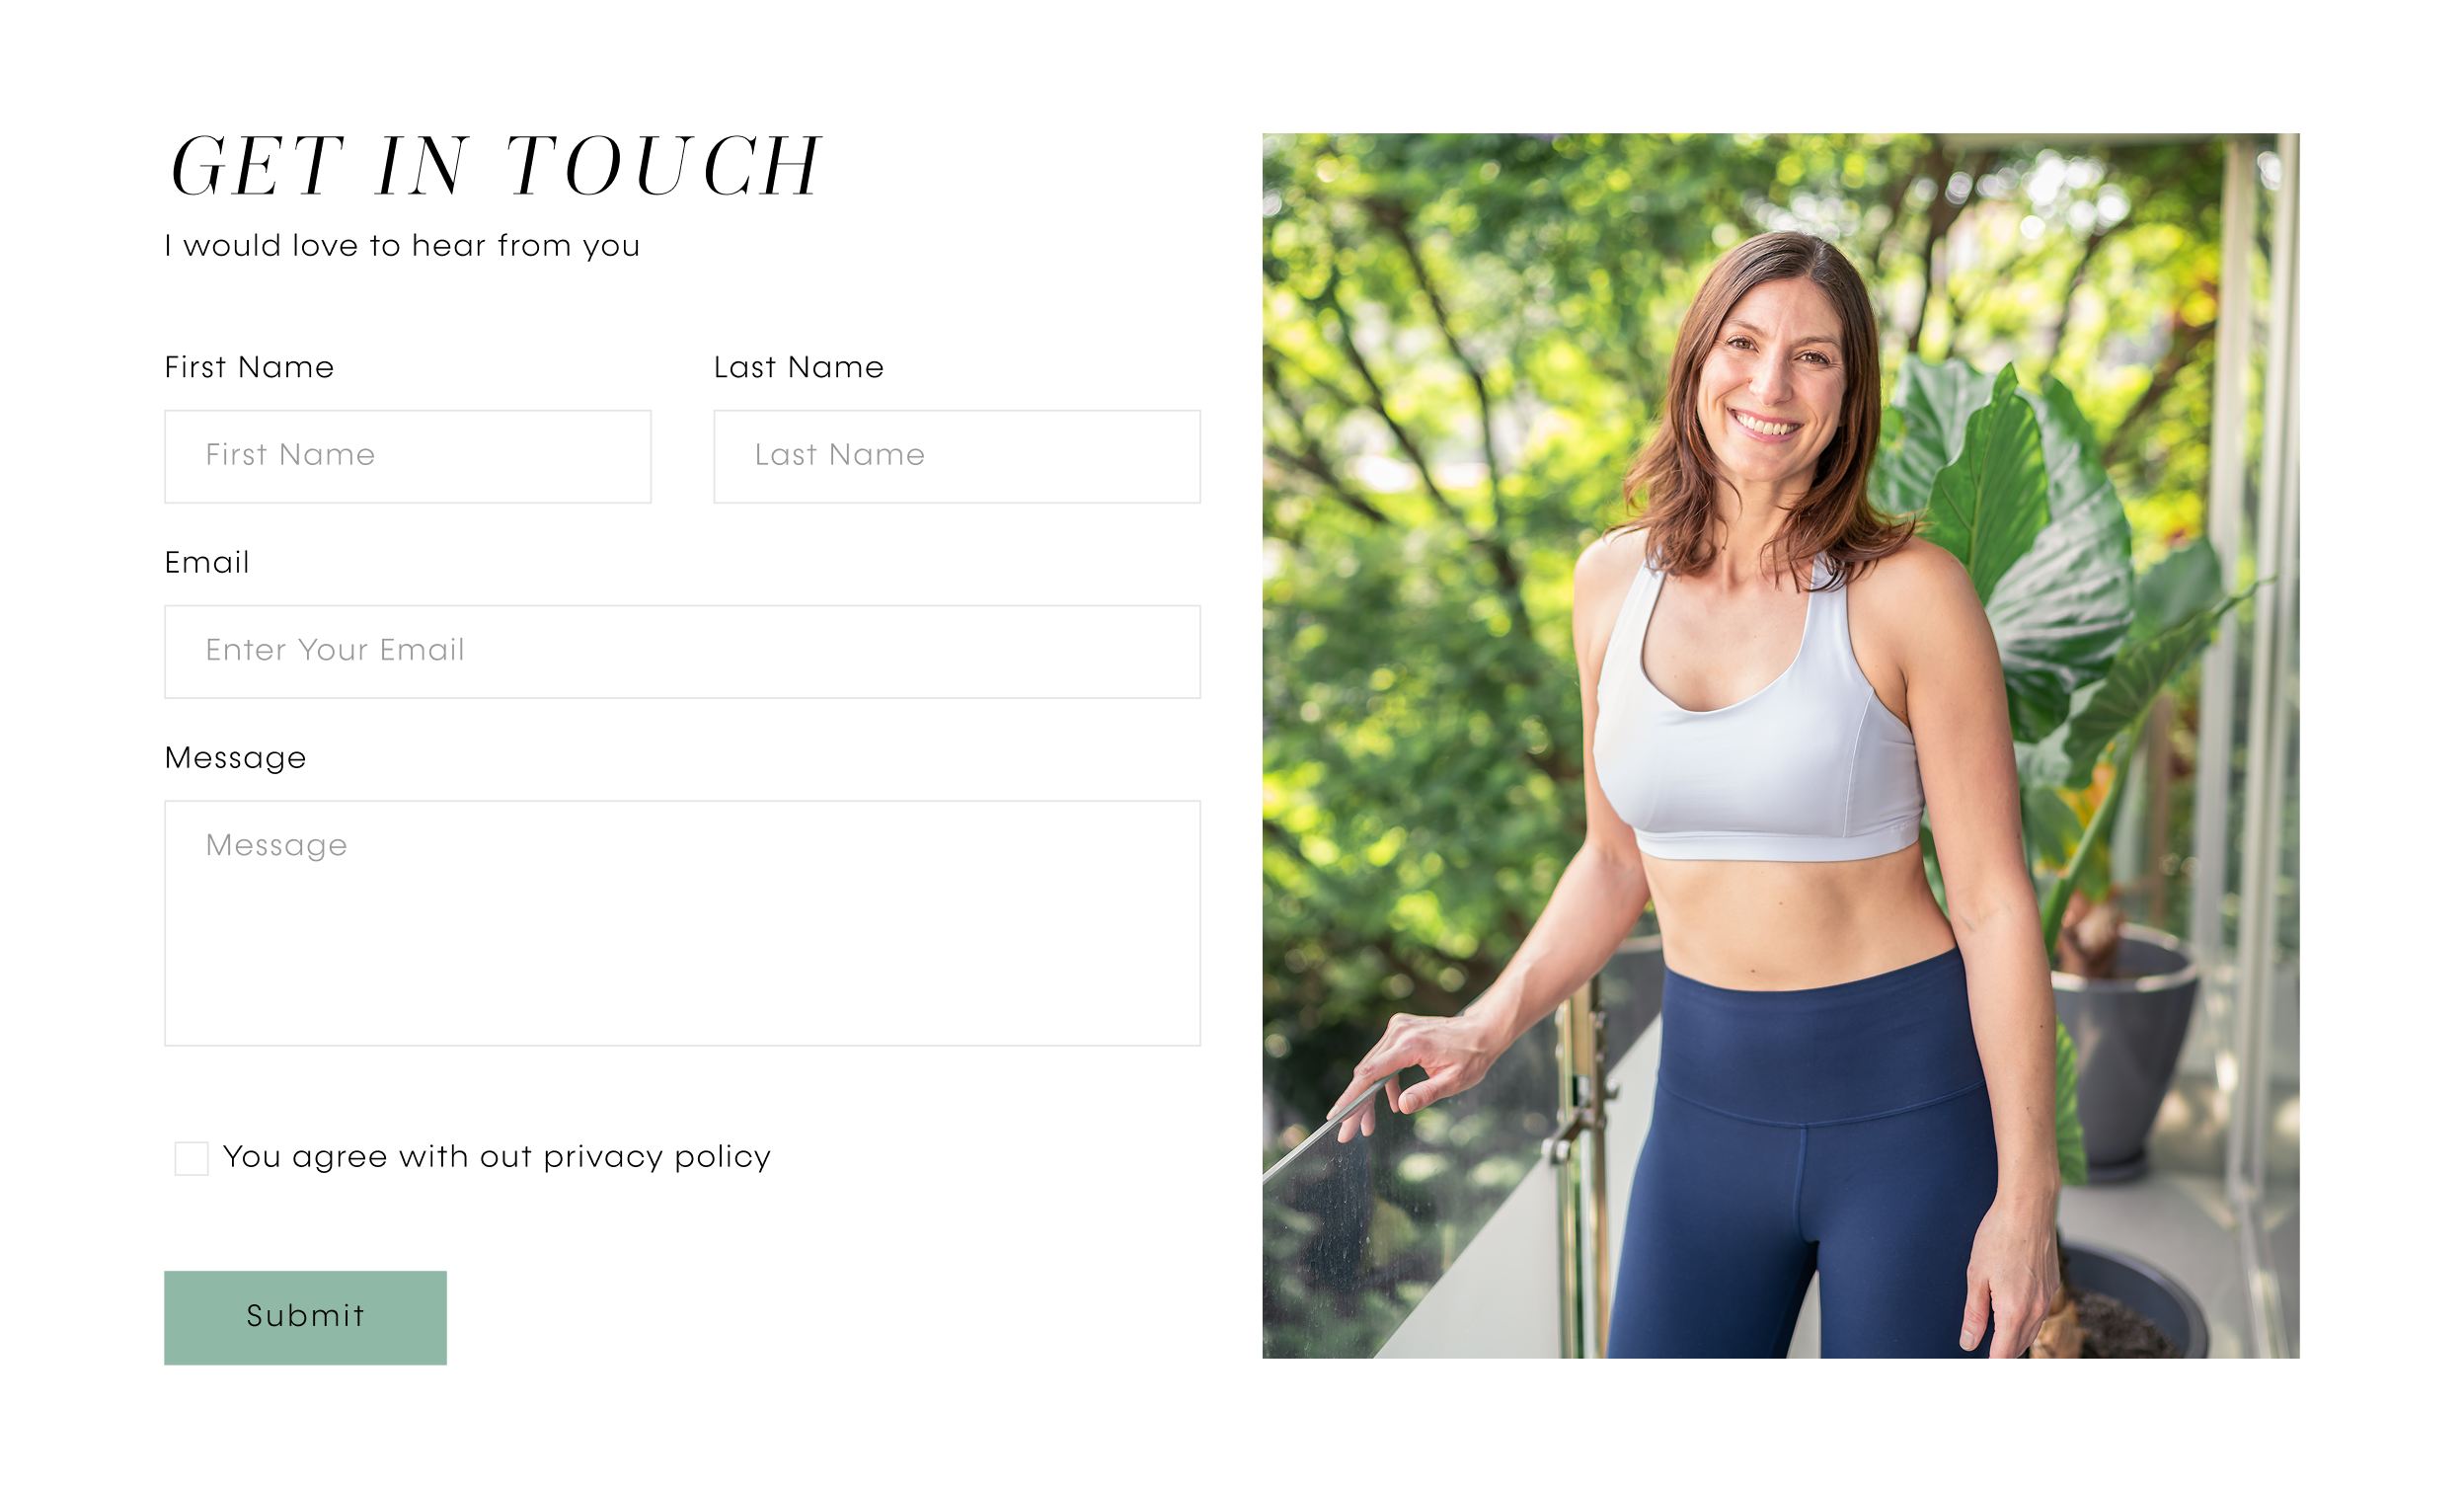 GET IN TOUCH
I would love to hear from you
First Name
Last Name
First Name
Last Name
Email
Enter Your Email
Message
Message
You agree with out privacy policy
Submit